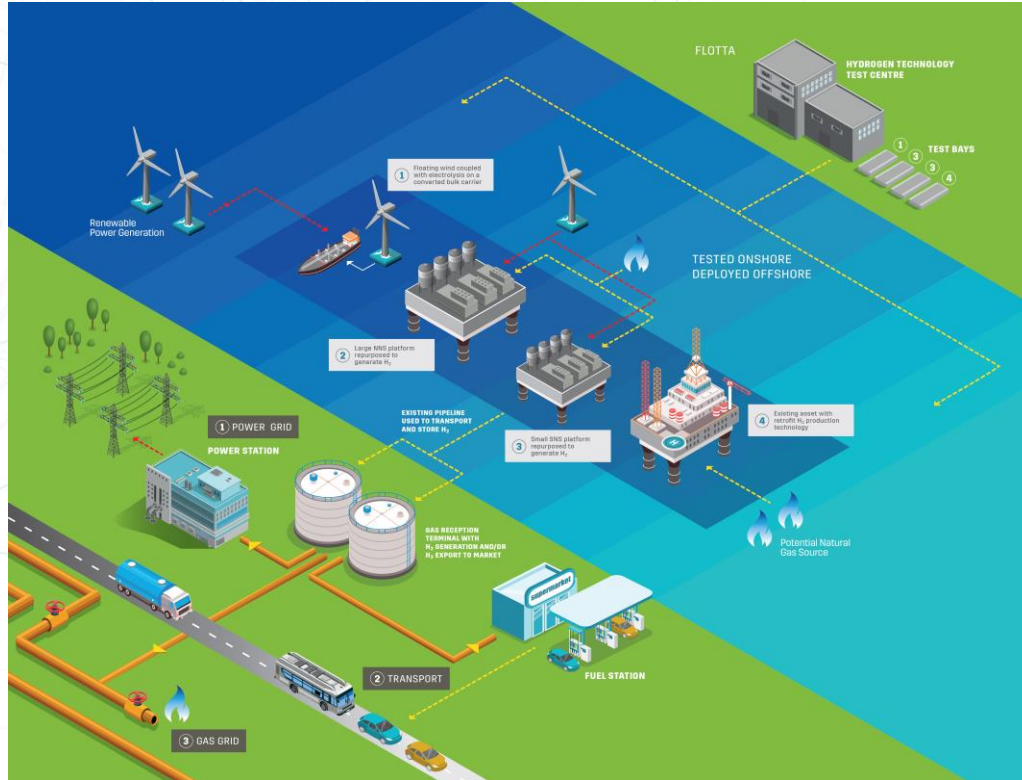 FLOTTA
HYDROGEN TECHNOLOGY
TEST CENTRE
1
3
3
4
TEST BAYS
1
Floating wind coupled
with electrolysis on a
converted bulk carrier
Renewable
Power Generation
TESTED ONSHORE
DEPLOYED OFFSHORE
2
Large NNS platform
repurposed to
generate H₂
EXISTING PIPELINE
USED TO TRANSPORT
AND STORE H₂
3
Small SNS platform
repurposed to
generate H₂
4
Existing asset with
retrofit H₂ production
technology
H
1 POWER GRID
POWER STATION
GAS RECEPTION
TERMINAL WITH
H₂ GENERATION AND/OR
H₂ EXPORT TO MARKET
Potential Natural
Gas Source
supermarket
FUEL STATION
2 TRANSPORT
3 GAS GRID